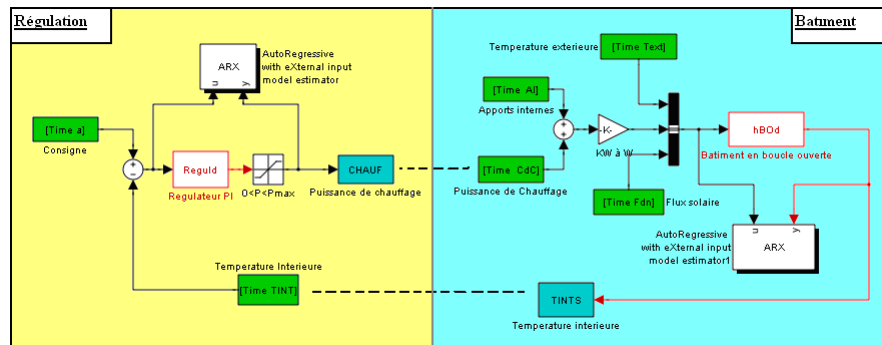 Régulation
Batiment
ARX
u
y
AutoRegressive
with eXternal input
model estimator
[Time a]
Consigne
+
−
ReguId
Regulateur PI
0<P<Pmax
CHAUF
Puissance de chauffage
Temperature Interieure
[Time TINT]
Temperature exterieure
[Time Text]
[Time AI]
Apports internes
+
+
-K-
KW à W
[Time CdC]
Puissance de Chauffage
[Time Fdn]
Flux solaire
hBOd
Batiment en boucle ouverte
u
y
ARX
AutoRegressive
with eXternal input
model estimator1
TINTS
Temperature interieure